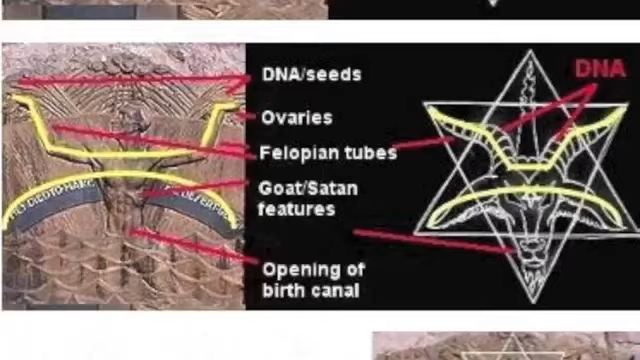 DNA/seeds
DNA
Ovaries
Felopian tubes
Goat/Satan
features
Opening of
birth canal